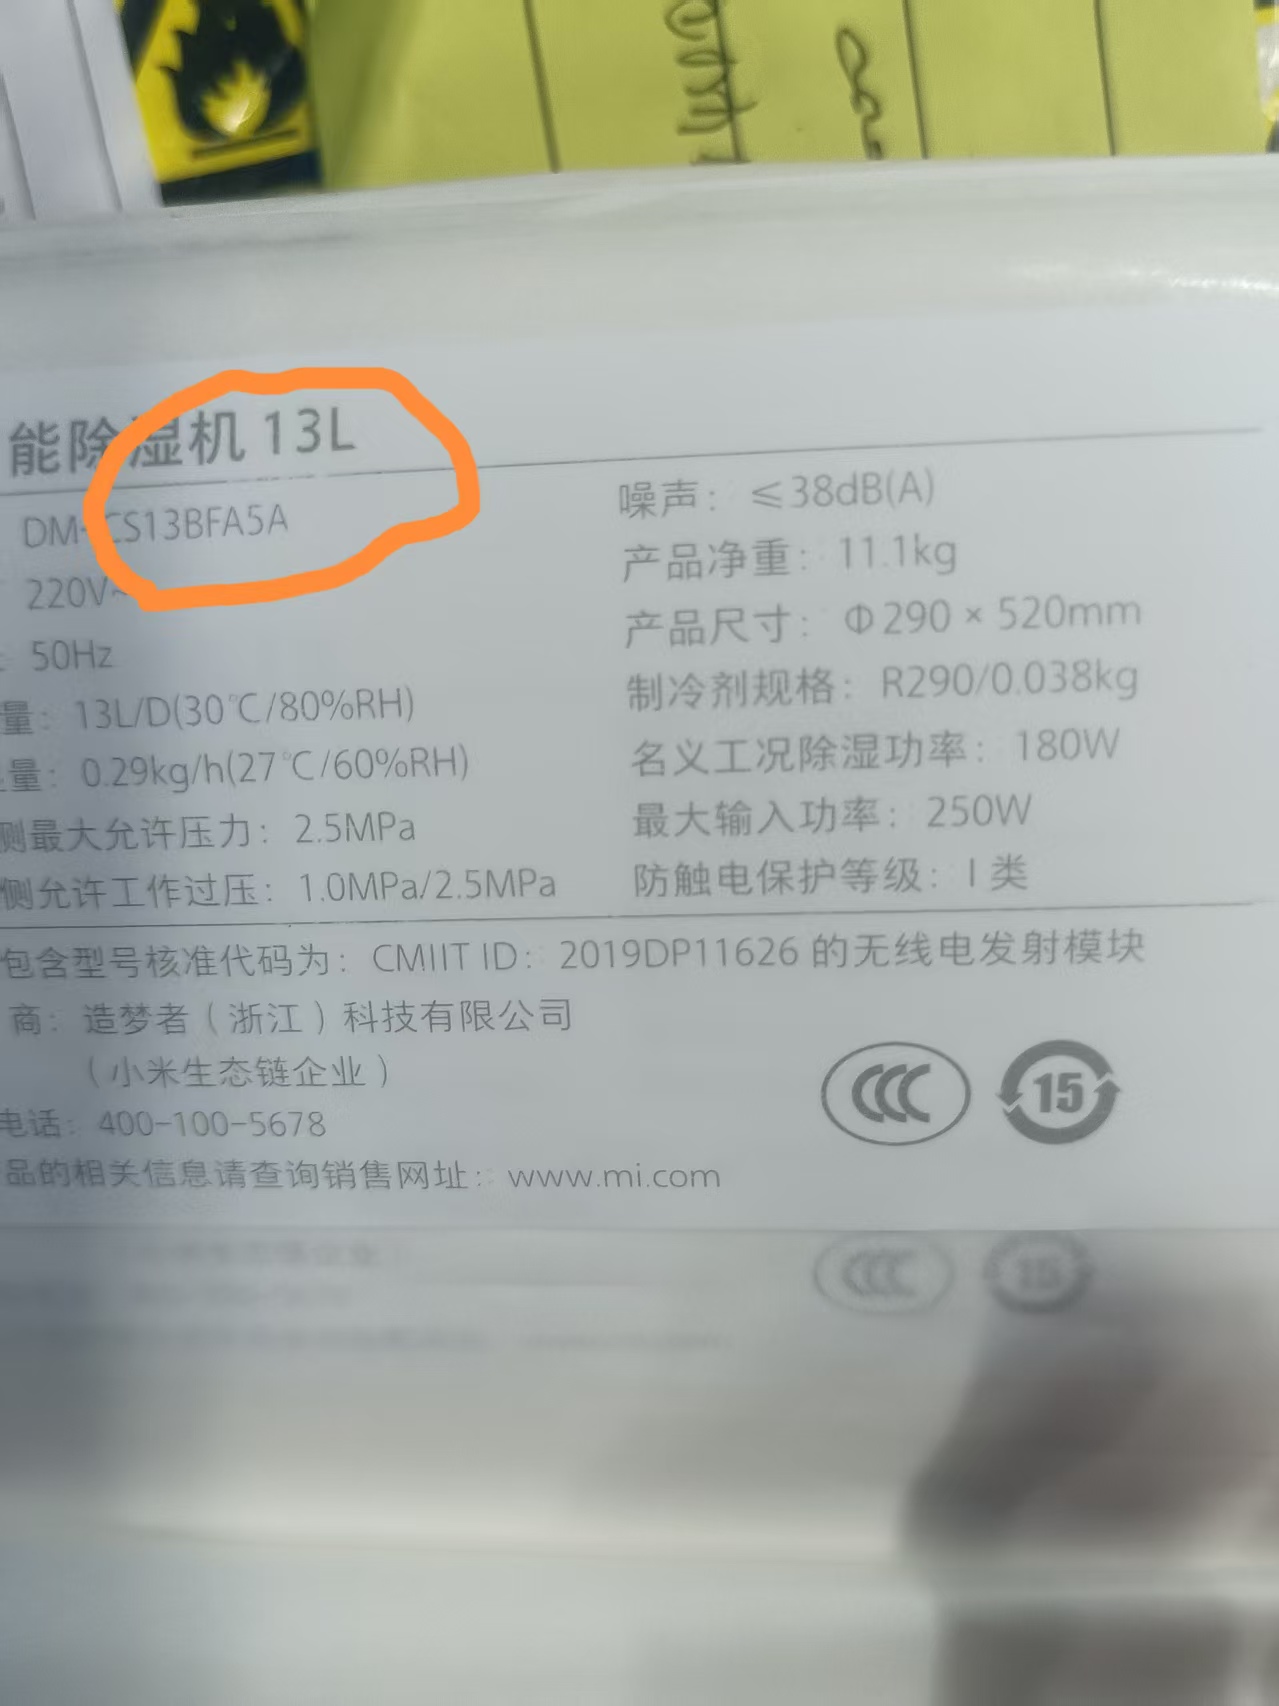 能除湿机 13L
DM-CS13BFA5A
220V~
50Hz
量：13L/D(30℃/80%RH)
量：0.29kg/h(27℃/60%RH)
侧最大允许压力：2.5MPa
侧允许工作过压：1.0MPa/2.5MPa
噪声：≤38dB(A)
产品净重：11.1kg
产品尺寸：Φ290 × 520mm
制冷剂规格：R290/0.038kg
名义工况除湿功率：180W
最大输入功率：250W
防触电保护等级：I 类
包含型号核准代码为：CMIIT ID：2019DP11626 的无线电发射模块
商：造梦者（浙江）科技有限公司
（小米生态链企业）
电话：400-100-5678
品的相关信息请查询销售网址：www.mi.com
CCC
15